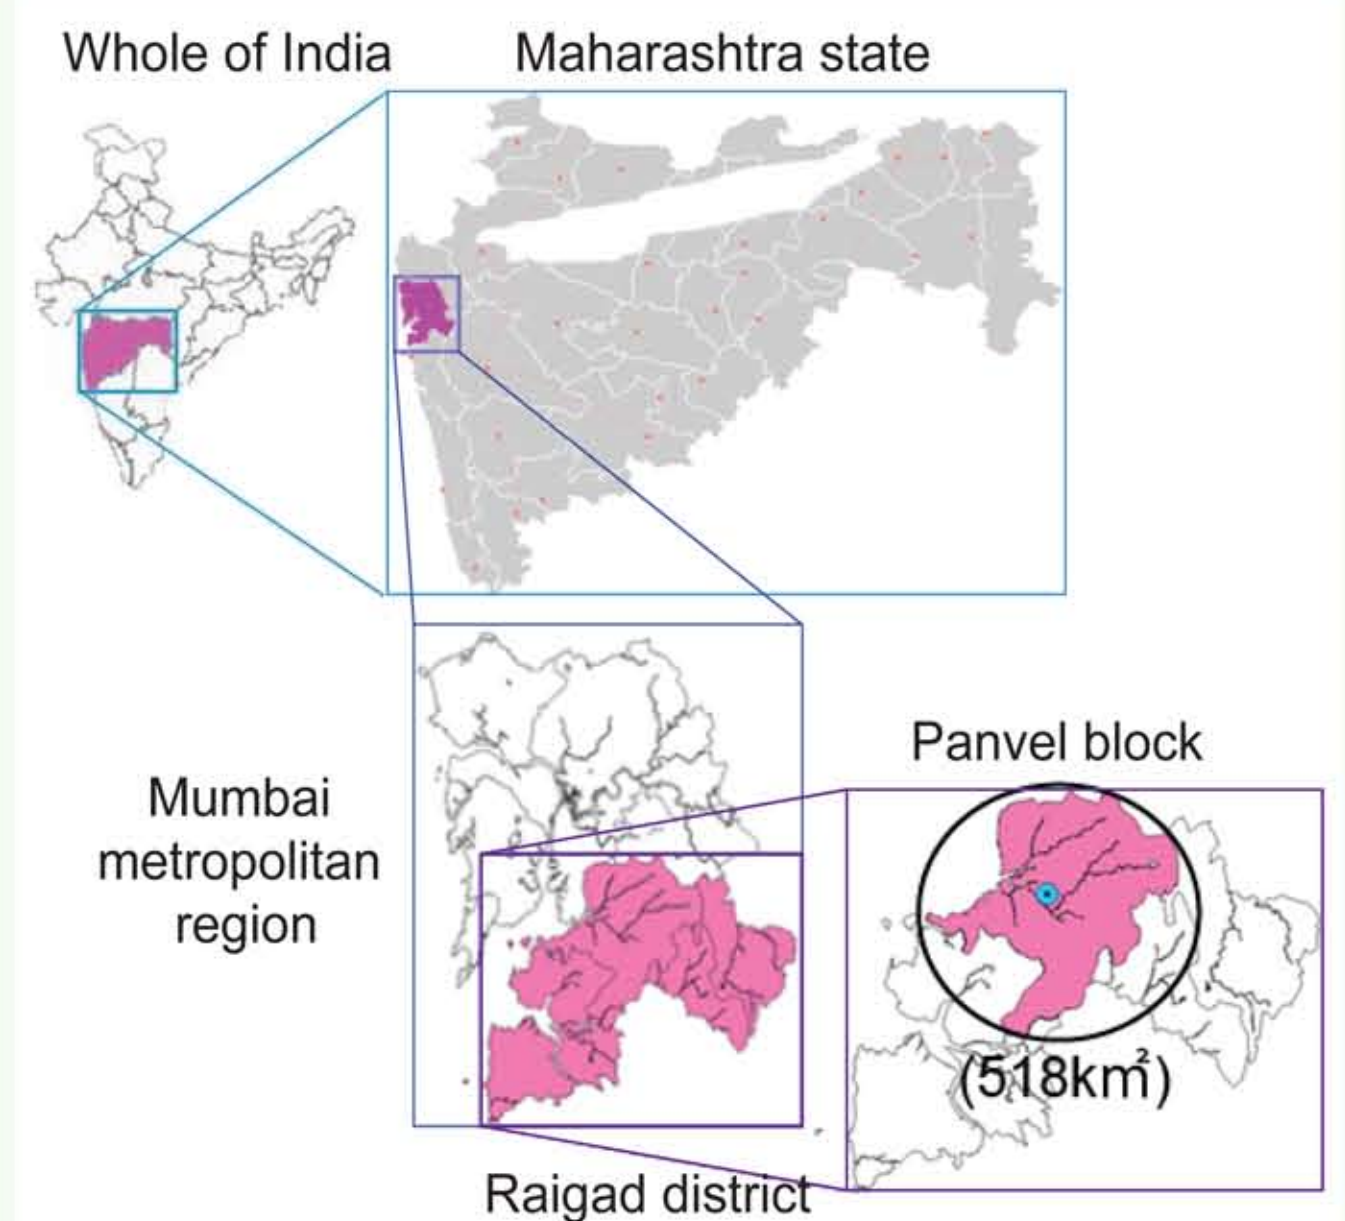 Whole of India
Maharashtra state
Mumbai
metropolitan
region
Panvel block
(518km²)
Raigad district